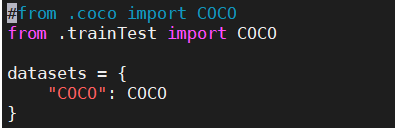 #from .coco import COCO
from .trainTest import COCO

datasets = {
    "COCO": COCO
}